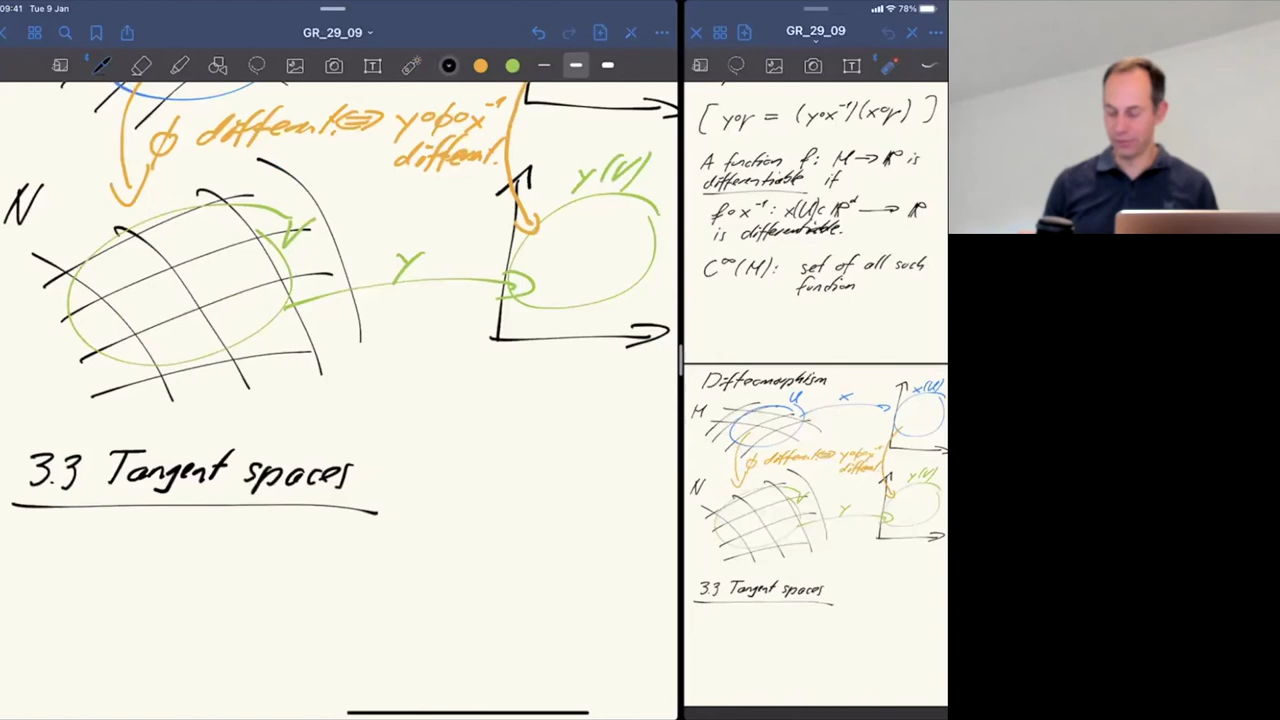 09:41 Tue 9 Jan
GR_29_09
ϕ different. ⇔ y∘ϕ∘x⁻¹
different.
N
V
y
y(V)
3.3 Tangent spaces
78%
GR_29_09
[ y∘γ = (y∘x⁻¹)(x∘γ) ]
A function f: M → ℝ is
differentiable if
f∘x⁻¹: x(U) ⊂ ℝᵈ → ℝ
is differentiable.
C^∞(M): set of all such
function
Diffeomorphism
M
U
x
x(U)
ϕ different. ⇔ y∘ϕ∘x⁻¹
different.
N
V
y
y(V)
3.3 Tangent spaces